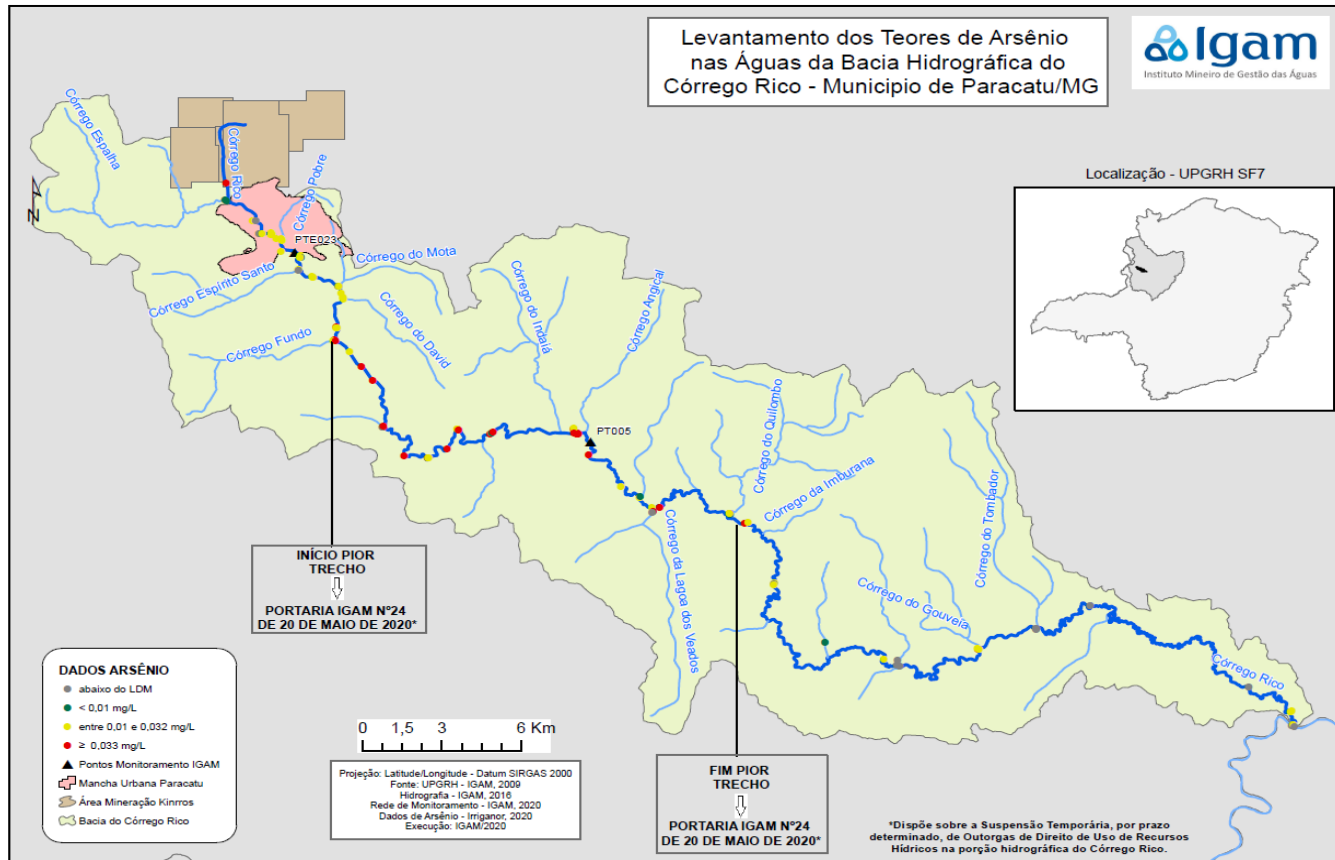 Levantamento dos Teores de Arsênio
nas Águas da Bacia Hidrográfica do
Córrego Rico - Municipio de Paracatu/MG
Igam
Instituto Mineiro de Gestão das Águas
Localização - UPGRH SF7
N
Córrego Espalha
Córrego Rico
Córrego Pobre
PTE023
Córrego do Mota
Córrego Espírito Santo
Córrego do David
Córrego Fundo
Córrego do Indaiá
Córrego Angical
PT005
Córrego do Quilombo
Córrego da Imburana
Córrego da Lagoa dos Veados
Córrego do Tombador
Córrego do Gouveia
Córrego Rico
INÍCIO PIOR
TRECHO
PORTARIA IGAM Nº24
DE 20 DE MAIO DE 2020*
FIM PIOR
TRECHO
PORTARIA IGAM Nº24
DE 20 DE MAIO DE 2020*
DADOS ARSÊNIO
abaixo do LDM
< 0,01 mg/L
entre 0,01 e 0,032 mg/L
≥ 0,033 mg/L
Pontos Monitoramento IGAM
Mancha Urbana Paracatu
Área Mineração Kinrros
Bacia do Córrego Rico
0 1,5 3 6 Km
Projeção: Latitude/Longitude - Datum SIRGAS 2000
Fonte: UPGRH - IGAM, 2009
Hidrografia - IGAM, 2016
Rede de Monitoramento - IGAM, 2020
Dados de Arsênio - Irriganor, 2020
Execução: IGAM/2020
*Dispõe sobre a Suspensão Temporária, por prazo
determinado, de Outorgas de Direito de Uso de Recursos
Hídricos na porção hidrográfica do Córrego Rico.